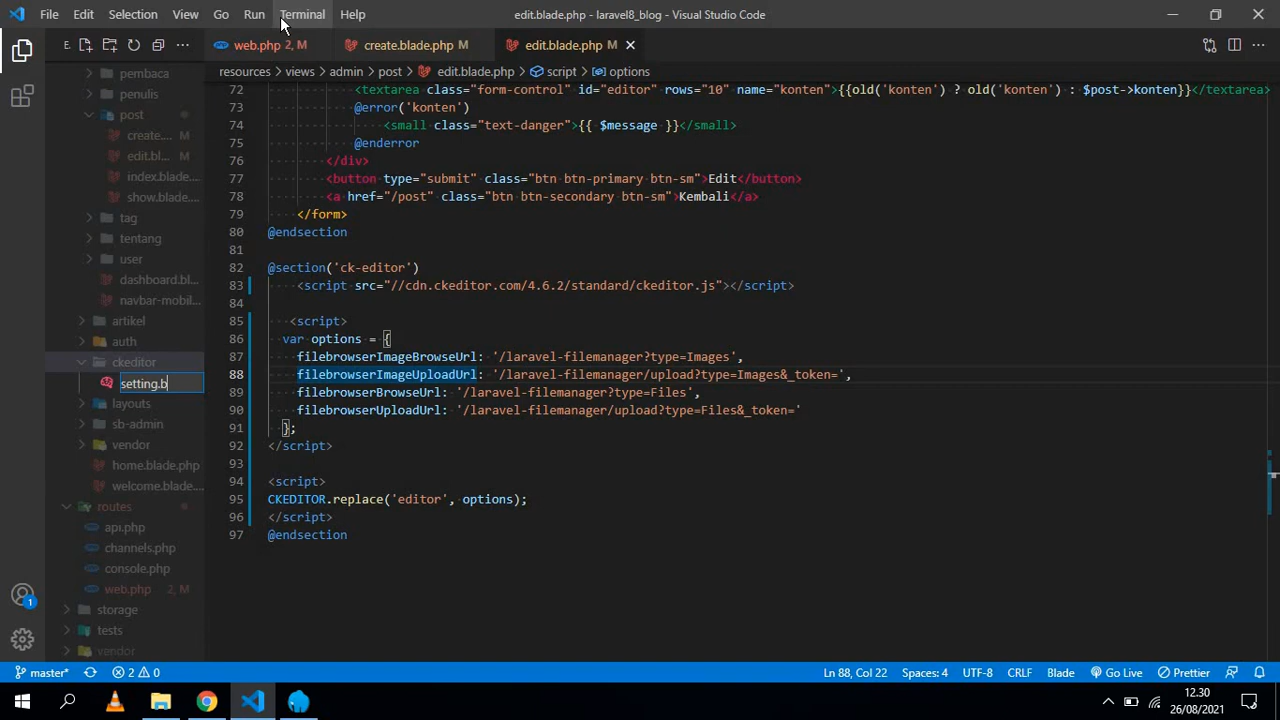 File Edit Selection View Go Run Terminal Help edit.blade.php - laravel8_blog - Visual Studio Code
E. web.php 2, M create.blade.php M edit.blade.php M
resources > views > admin > post > edit.blade.php > script > options
pembaca
penulis
post
create.... M
edit.bl... M
index.blade....
show.blade....
tag
tentang
user
dashboard.bl...
navbar-mobil...
artikel
auth
ckeditor
setting.b
layouts
sb-admin
vendor
home.blade.php
welcome.blade....
routes
api.php
channels.php
console.php
web.php 2, M
storage
tests
vendor
72 <textarea class="form-control" id="editor" rows="10" name="konten">{{old('konten') ? old('konten') : $post->konten}}</textarea>
73 @error('konten')
74 <small class="text-danger">{{ $message }}</small>
75 @enderror
76 </div>
77 <button type="submit" class="btn btn-primary btn-sm">Edit</button>
78 <a href="/post" class="btn btn-secondary btn-sm">Kembali</a>
79 </form>
80 @endsection
81
82 @section('ck-editor')
83 <script src="//cdn.ckeditor.com/4.6.2/standard/ckeditor.js"></script>
84
85 <script>
86 var options = {
87 filebrowserImageBrowseUrl: '/laravel-filemanager?type=Images',
88 filebrowserImageUploadUrl: '/laravel-filemanager/upload?type=Images&_token=',
89 filebrowserBrowseUrl: '/laravel-filemanager?type=Files',
90 filebrowserUploadUrl: '/laravel-filemanager/upload?type=Files&_token='
91 };
92 </script>
93
94 <script>
95 CKEDITOR.replace('editor', options);
96 </script>
97 @endsection
master* 2 0 Ln 88, Col 22 Spaces: 4 UTF-8 CRLF Blade Go Live Prettier
1
12.30
26/08/2021